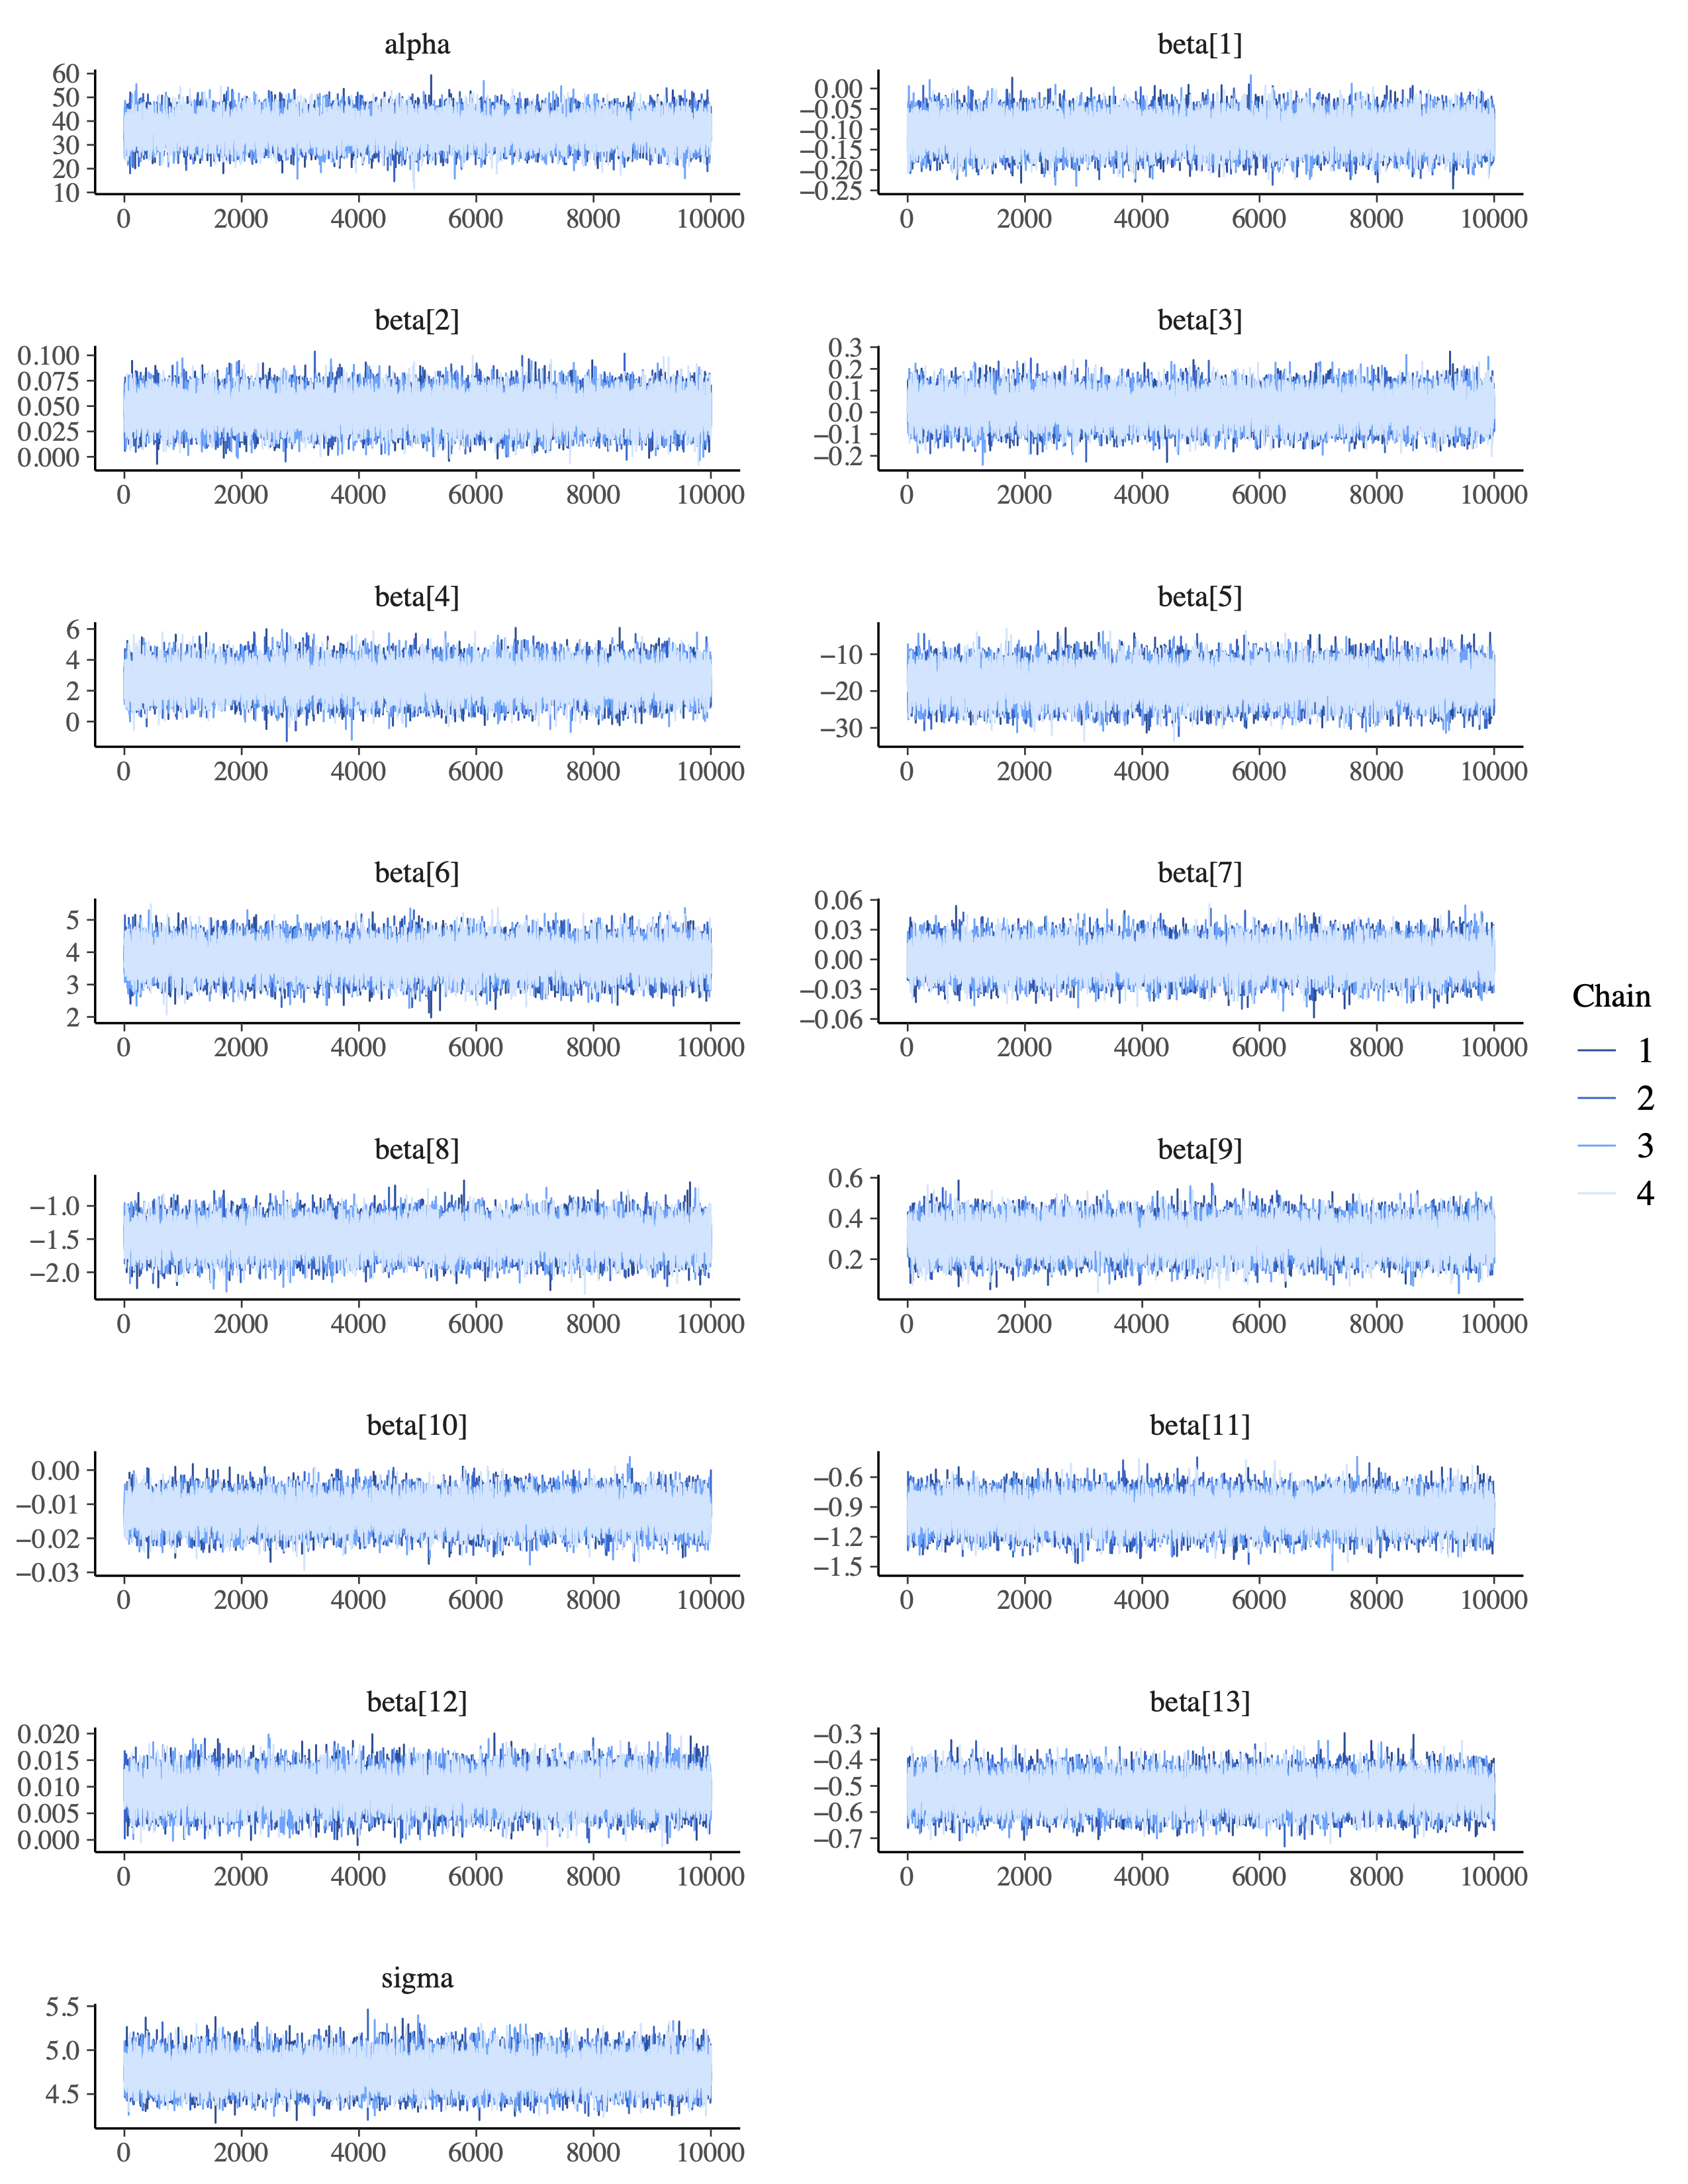 alpha
60
50
40
30
20
10
0 2000 4000 6000 8000 10000
beta[1]
0.00
−0.05
−0.10
−0.15
−0.20
−0.25
0 2000 4000 6000 8000 10000
beta[2]
0.100
0.075
0.050
0.025
0.000
0 2000 4000 6000 8000 10000
beta[3]
0.3
0.2
0.1
0.0
−0.1
−0.2
0 2000 4000 6000 8000 10000
beta[4]
6
4
2
0
0 2000 4000 6000 8000 10000
beta[5]
−10
−20
−30
0 2000 4000 6000 8000 10000
beta[6]
5
4
3
2
0 2000 4000 6000 8000 10000
beta[7]
0.06
0.03
0.00
−0.03
−0.06
0 2000 4000 6000 8000 10000
beta[8]
−1.0
−1.5
−2.0
0 2000 4000 6000 8000 10000
beta[9]
0.6
0.4
0.2
0 2000 4000 6000 8000 10000
beta[10]
0.00
−0.01
−0.02
−0.03
0 2000 4000 6000 8000 10000
beta[11]
−0.6
−0.9
−1.2
−1.5
0 2000 4000 6000 8000 10000
beta[12]
0.020
0.015
0.010
0.005
0.000
0 2000 4000 6000 8000 10000
beta[13]
−0.3
−0.4
−0.5
−0.6
−0.7
0 2000 4000 6000 8000 10000
sigma
5.5
5.0
4.5
0 2000 4000 6000 8000 10000
Chain
1
2
3
4